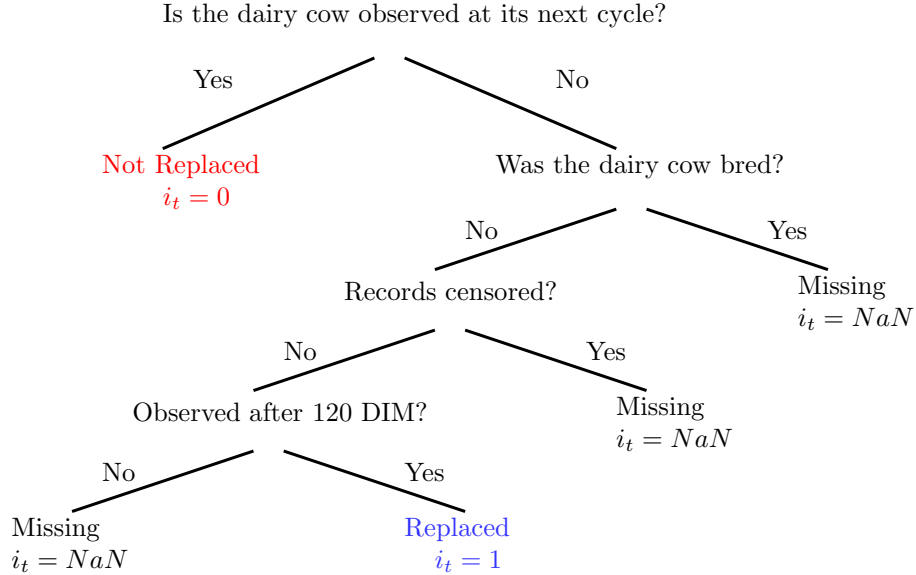 Is the dairy cow observed at its next cycle?
Yes
No
Not Replaced
i_t = 0
Was the dairy cow bred?
No
Yes
Records censored?
Missing
i_t = NaN
No
Yes
Observed after 120 DIM?
Missing
i_t = NaN
No
Yes
Missing
i_t = NaN
Replaced
i_t = 1